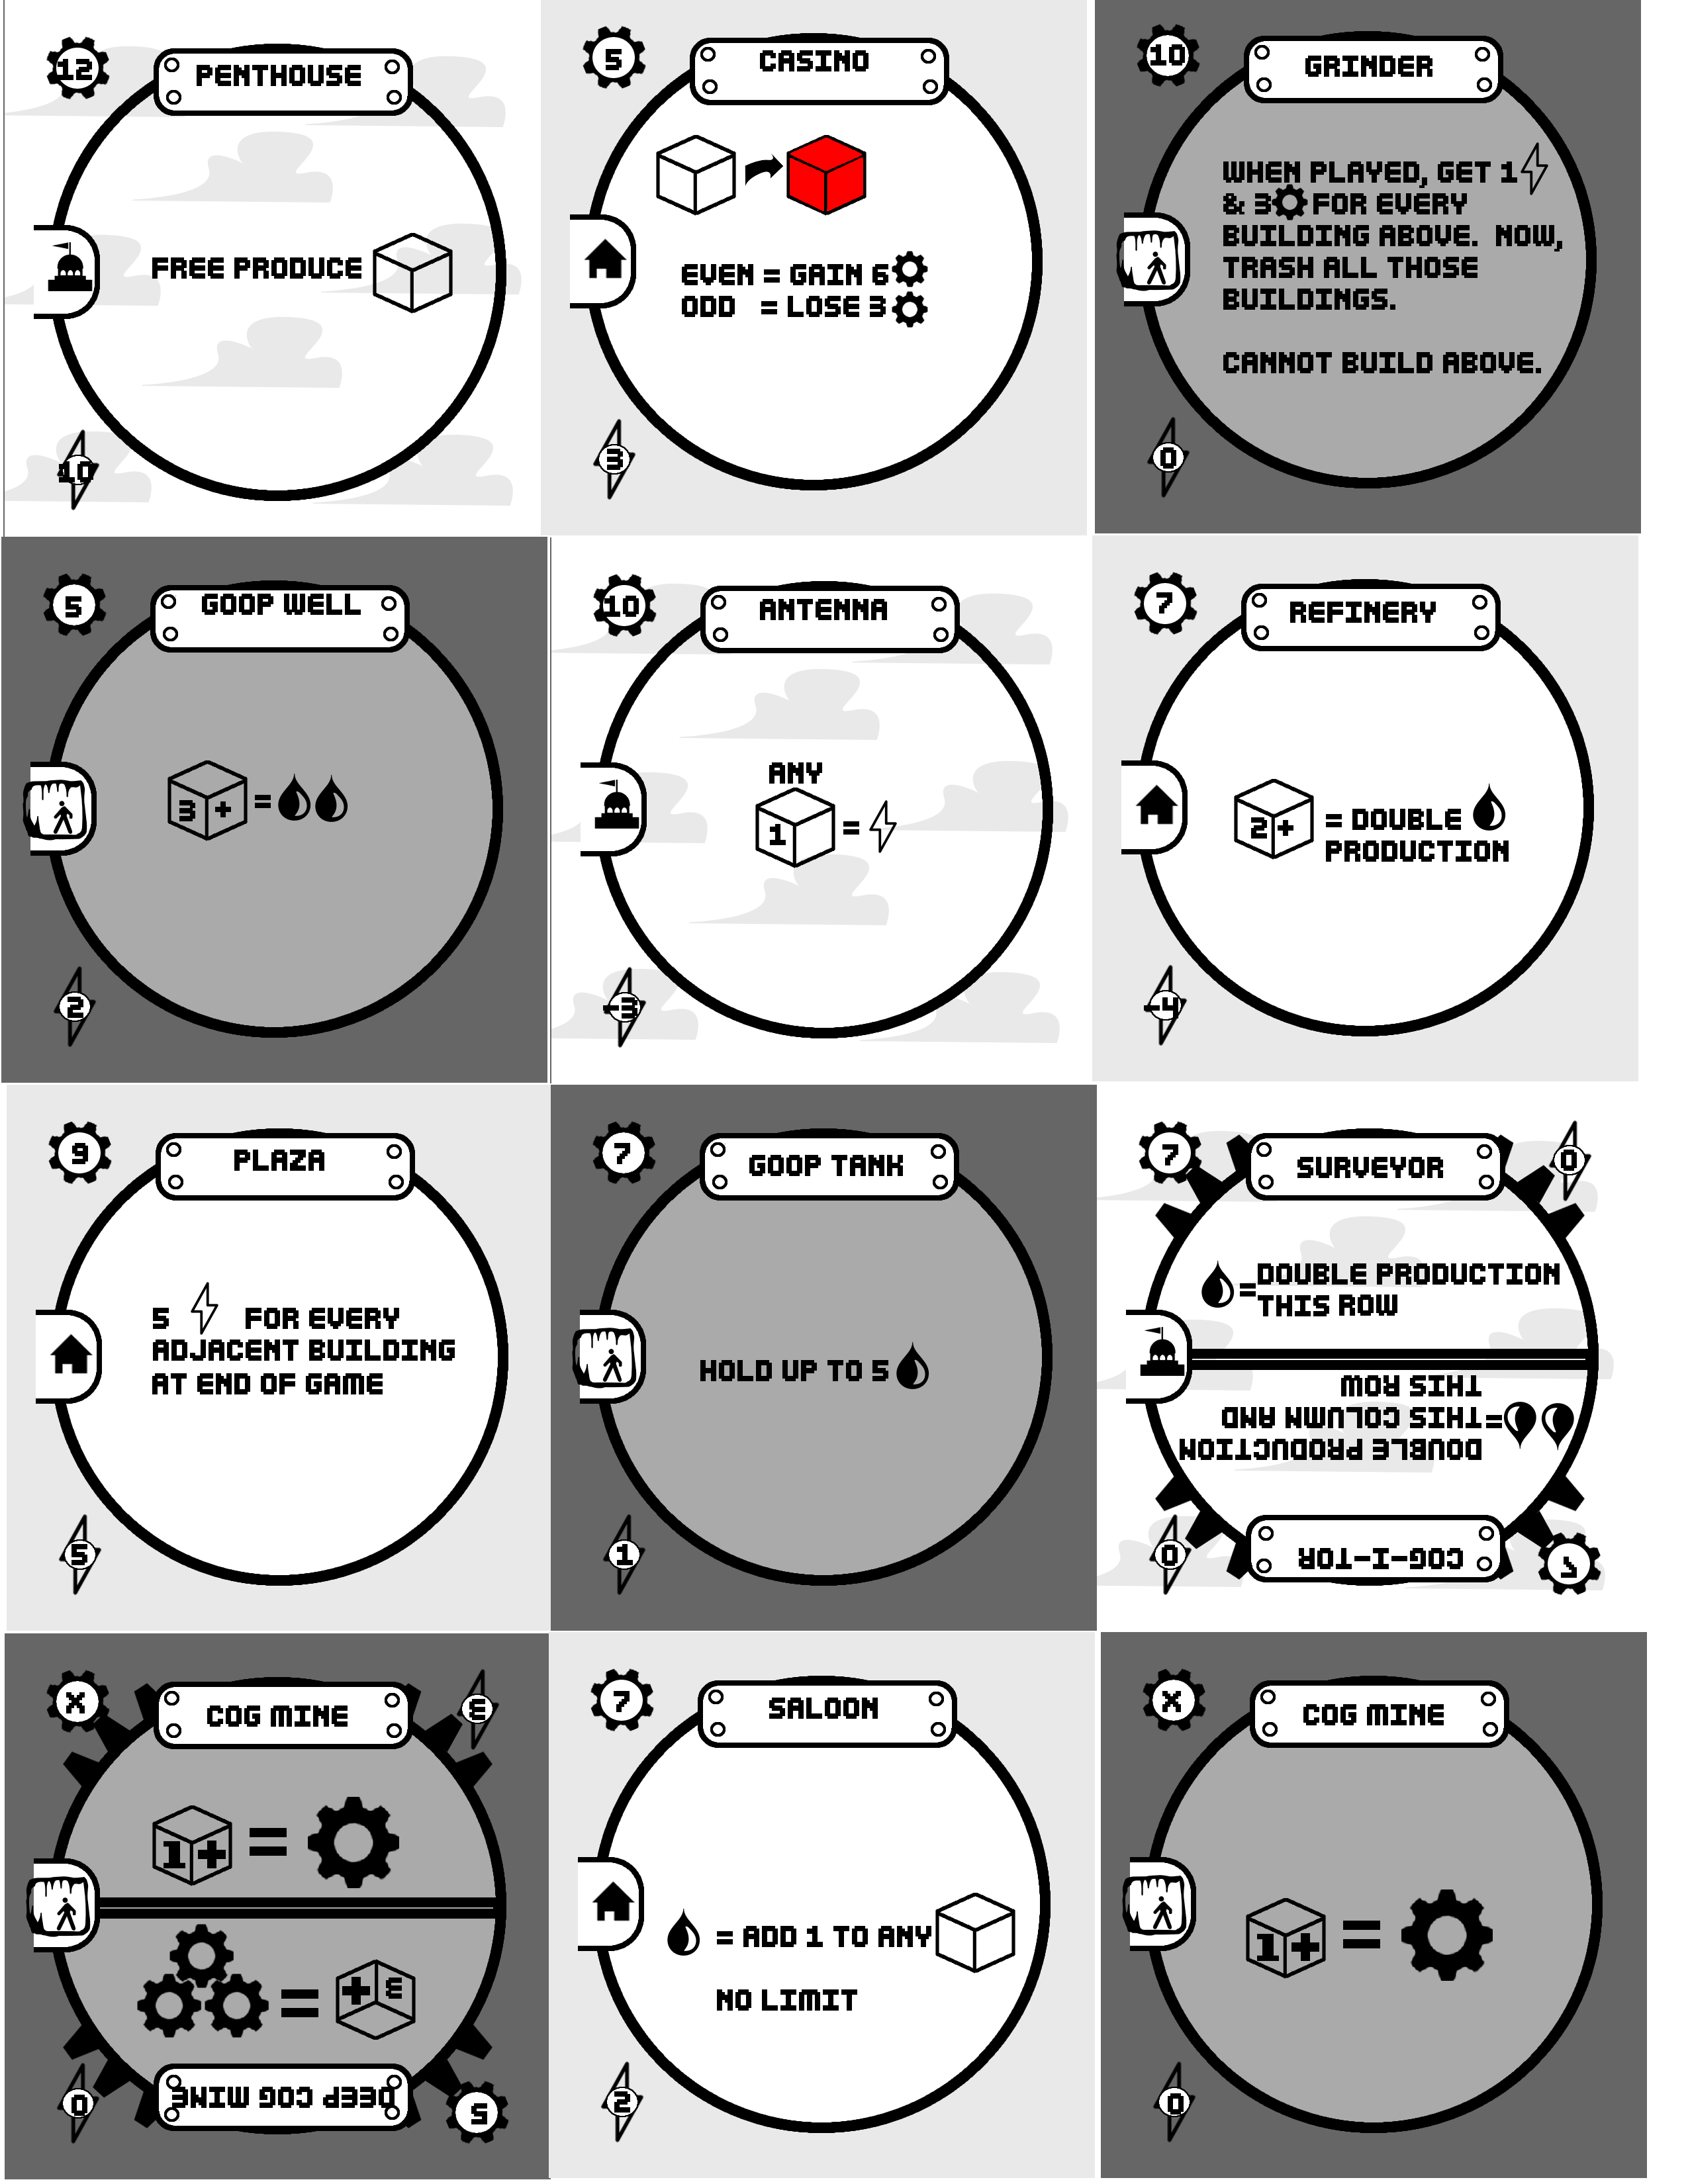 12
PENTHOUSE
FREE PRODUCE
10
5
CASINO
EVEN = GAIN 6
ODD = LOSE 3
3
10
GRINDER
WHEN PLAYED, GET 1
& 3 FOR EVERY
BUILDING ABOVE. NOW,
TRASH ALL THOSE
BUILDINGS.
CANNOT BUILD ABOVE.
0
5
GOOP WELL
3 + =
2
10
ANTENNA
ANY
1 =
-3
7
REFINERY
2+ = DOUBLE
PRODUCTION
-4
9
PLAZA
5 FOR EVERY
ADJACENT BUILDING
AT END OF GAME
5
7
GOOP TANK
HOLD UP TO 5
1
7
SURVEYOR
0
=DOUBLE PRODUCTION
THIS ROW
DOUBLE PRODUCTION
=THIS COLUMN AND
THIS ROW
0
COG-I-TOR
7
X
COG MINE
3
1+ =
= 3+
0
DEEP COG MINE
5
7
SALOON
= ADD 1 TO ANY
NO LIMIT
2
X
COG MINE
1+ =
0